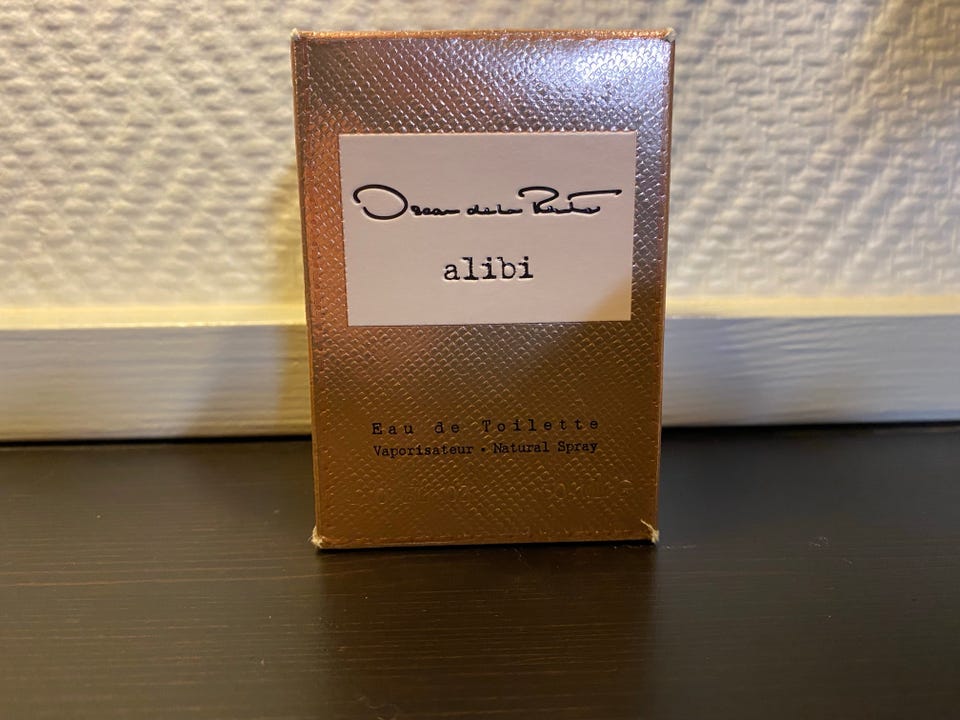 Oscar de la Renta
alibi
Eau de Toilette
Vaporisateur • Natural Spray